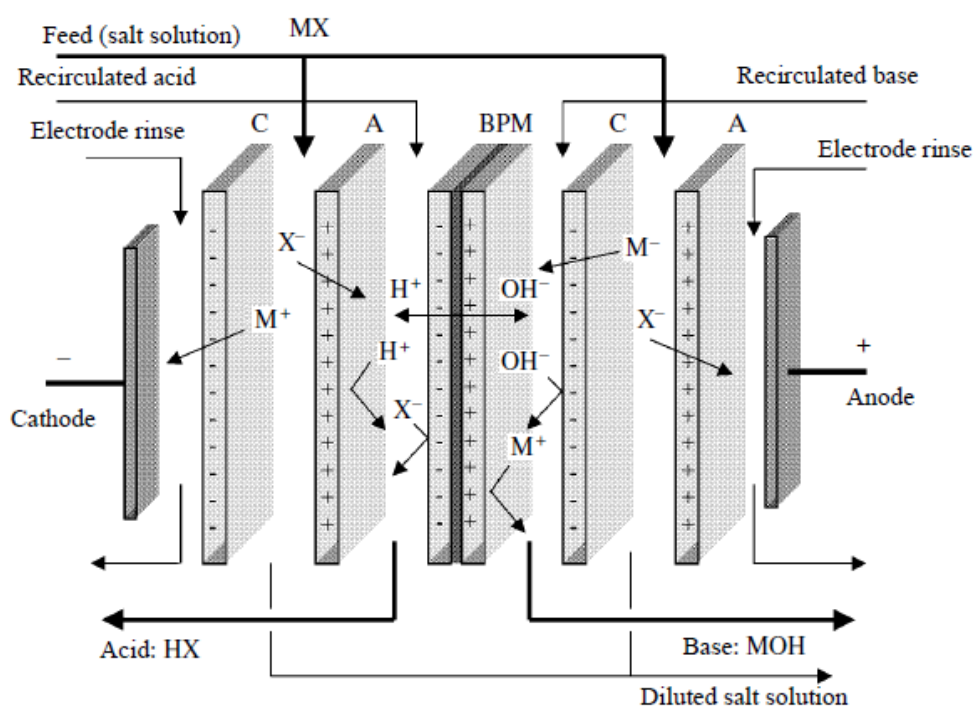 Feed (salt solution)
MX
Recirculated acid
Recirculated base
Electrode rinse
C
A
BPM
C
A
Electrode rinse
X⁻
M⁻
H⁺
OH⁻
M⁺
X⁻
H⁺
OH⁻
X⁻
M⁺
−
+
Cathode
Anode
Acid: HX
Base: MOH
Diluted salt solution